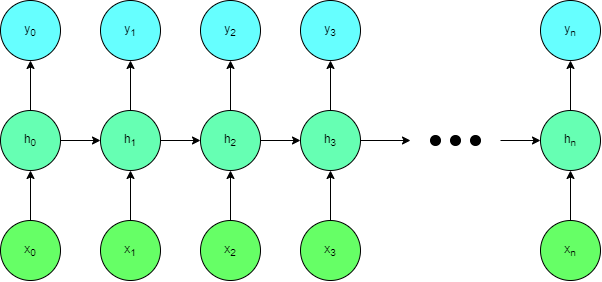 y₀ y₁ y₂ y₃ yₙ
h₀ h₁ h₂ h₃ hₙ
x₀ x₁ x₂ x₃ xₙ